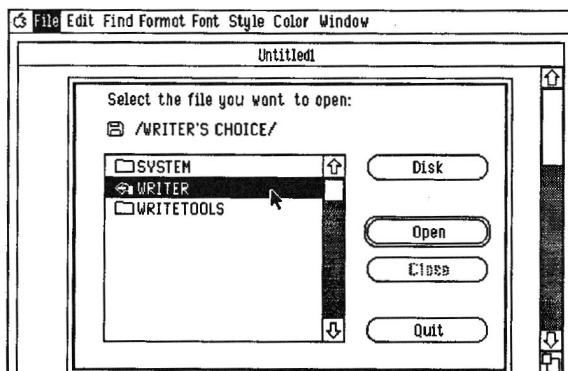 File Edit Find Format Font Style Color Window
Untitled1
Select the file you want to open:
/WRITER'S CHOICE/
SYSTEM
WRITER
WRITETOOLS
Disk
Open
Close
Quit